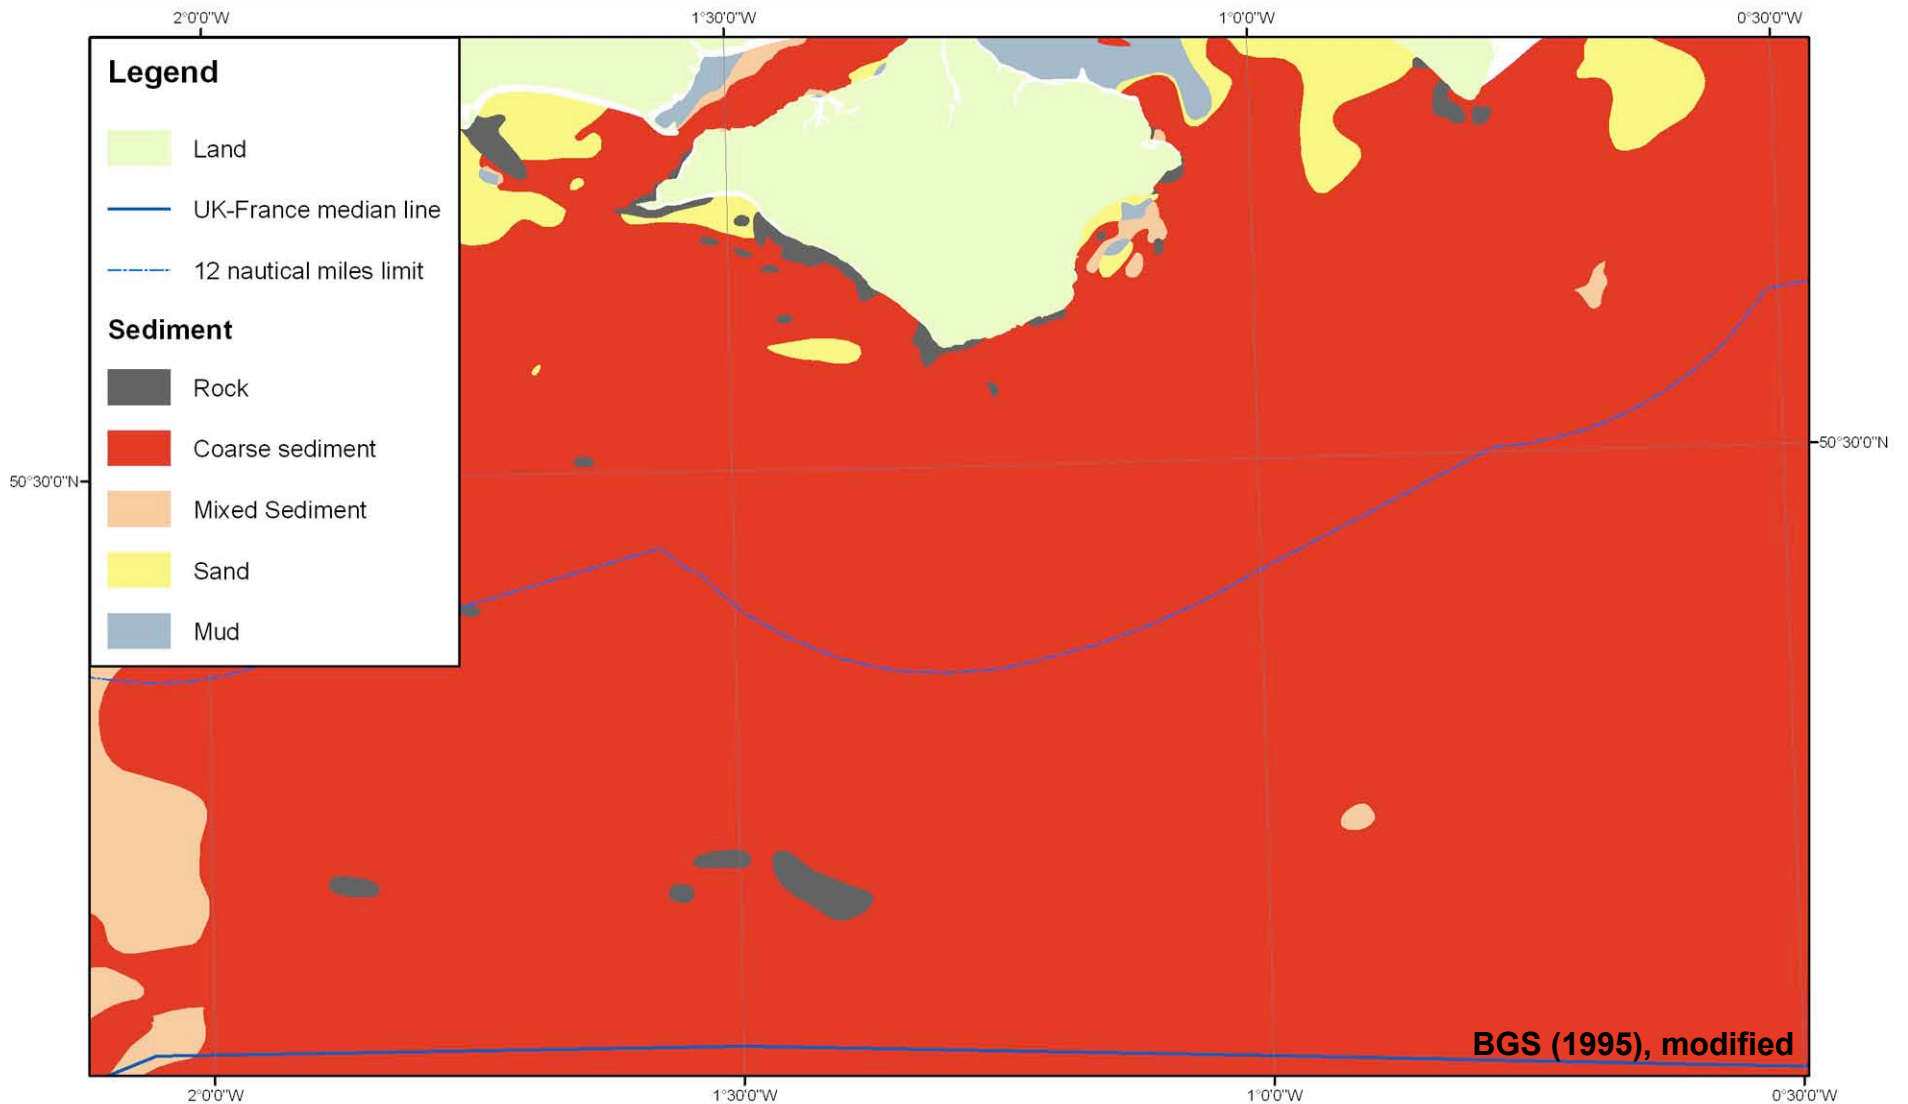 2°0'0"W 1°30'0"W 1°0'0"W 0°30'0"W
Legend
Land
UK-France median line
12 nautical miles limit
Sediment
Rock
Coarse sediment
Mixed Sediment
Sand
Mud
50°30'0"N
50°30'0"N
BGS (1995), modified
2°0'0"W 1°30'0"W 1°0'0"W 0°30'0"W